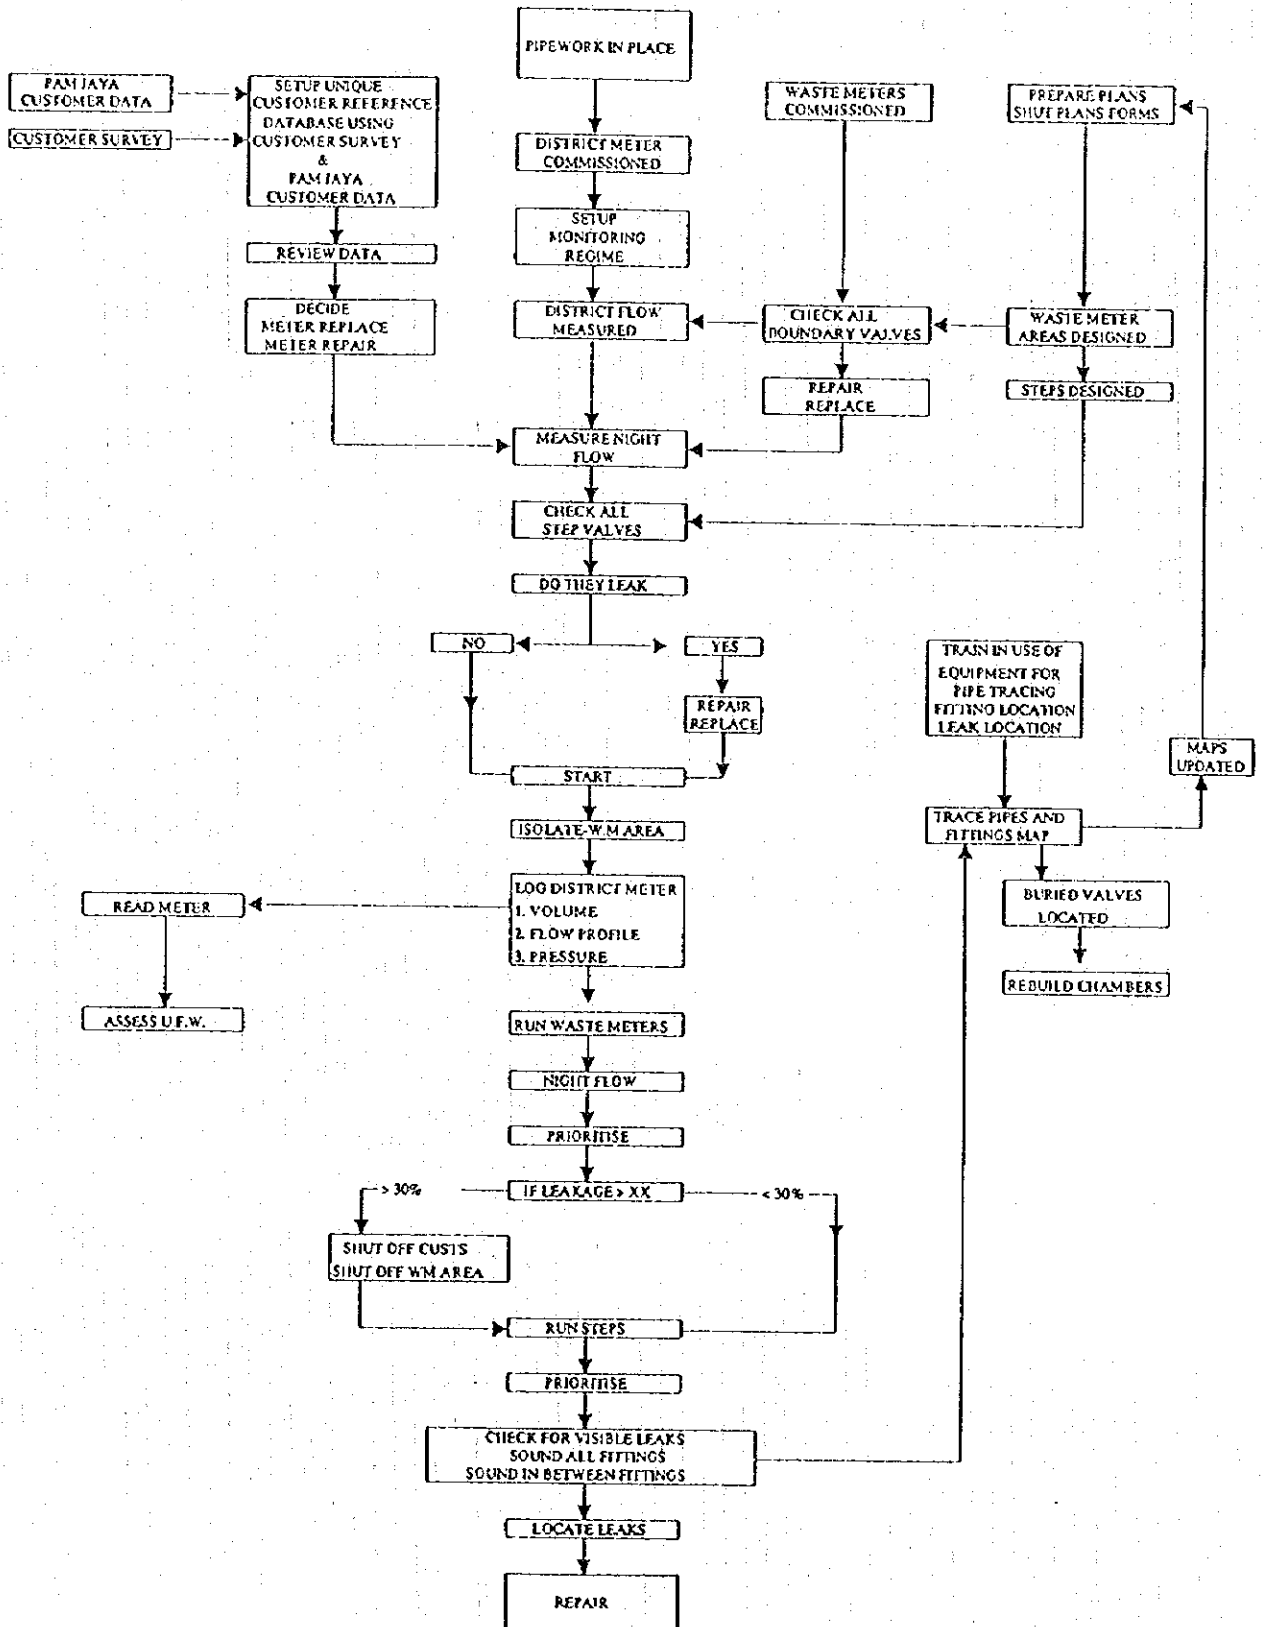 PIPEWORK IN PLACE
PAM JAYA
CUSTOMER DATA
CUSTOMER SURVEY
SETUP UNIQUE
CUSTOMER REFERENCE
DATABASE USING
CUSTOMER SURVEY
&
PAM JAYA
CUSTOMER DATA
WASTE METERS
COMMISSIONED
PREPARE PLANS
SHUT PLANS FORMS
DISTRICT METER
COMMISSIONED
SETUP
MONITORING
REGIME
REVIEW DATA
DECIDE
METER REPLACE
METER REPAIR
DISTRICT FLOW
MEASURED
CHECK ALL
BOUNDARY VALVES
WASTE METER
AREAS DESIGNED
REPAIR
REPLACE
STEPS DESIGNED
MEASURE NIGHT
FLOW
CHECK ALL
STEP VALVES
DO THEY LEAK
NO
YES
REPAIR
REPLACE
TRAIN IN USE OF
EQUIPMENT FOR
PIPE TRACING
FITTING LOCATION
LEAK LOCATION
MAPS
UPDATED
START
ISOLATE-W.M AREA
TRACE PIPES AND
FITTINGS MAP
LOG DISTRICT METER
1. VOLUME
2. FLOW PROFILE
3. PRESSURE
READ METER
BURIED VALVES
LOCATED
REBUILD CHAMBERS
ASSESS U.F.W.
RUN WASTE METERS
NIGHT FLOW
PRIORITISE
> 30%
IF LEAKAGE > XX
< 30%
SHUT OFF CUSTS
SHUT OFF WM AREA
RUN STEPS
PRIORITISE
CHECK FOR VISIBLE LEAKS
SOUND ALL FITTINGS
SOUND IN BETWEEN FITTINGS
LOCATE LEAKS
REPAIR